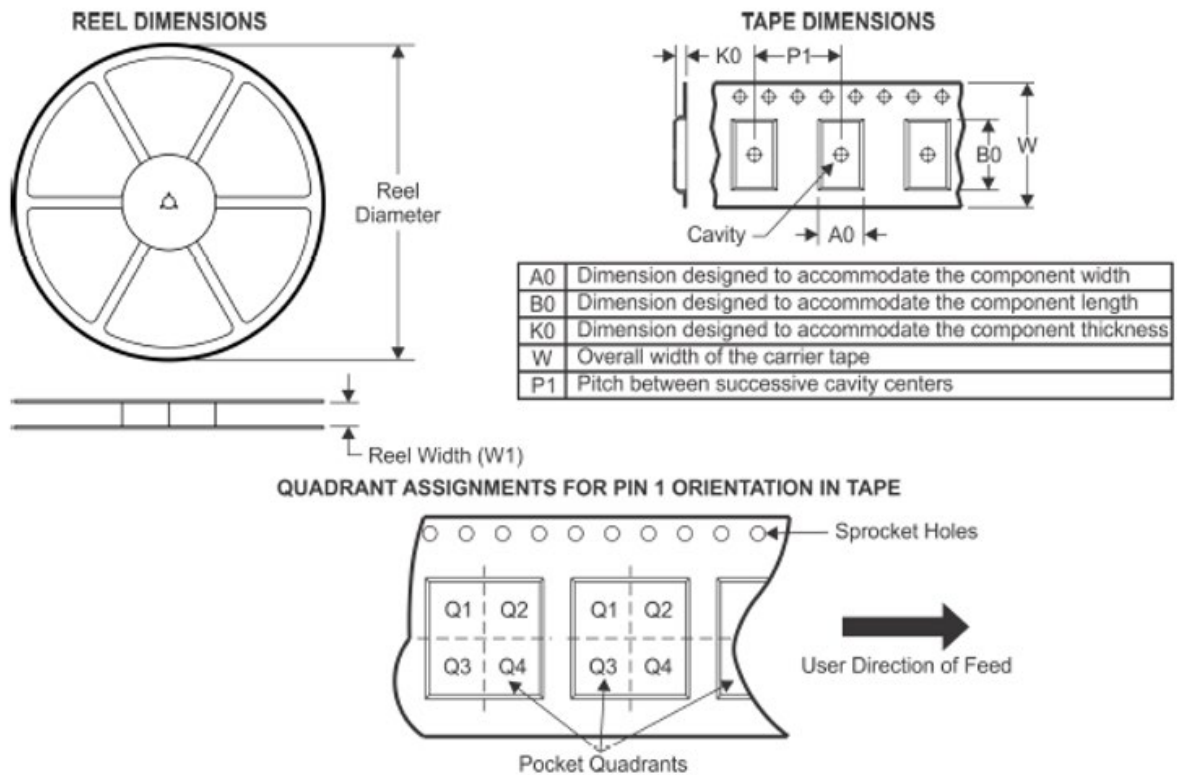 REEL DIMENSIONS
Reel
Diameter
Reel Width (W1)
TAPE DIMENSIONS
K0
P1
B0
W
Cavity
A0
A0 Dimension designed to accommodate the component width
B0 Dimension designed to accommodate the component length
K0 Dimension designed to accommodate the component thickness
W Overall width of the carrier tape
P1 Pitch between successive cavity centers
QUADRANT ASSIGNMENTS FOR PIN 1 ORIENTATION IN TAPE
Sprocket Holes
Q1 Q2 Q1 Q2
Q3 Q4 Q3 Q4
User Direction of Feed
Pocket Quadrants